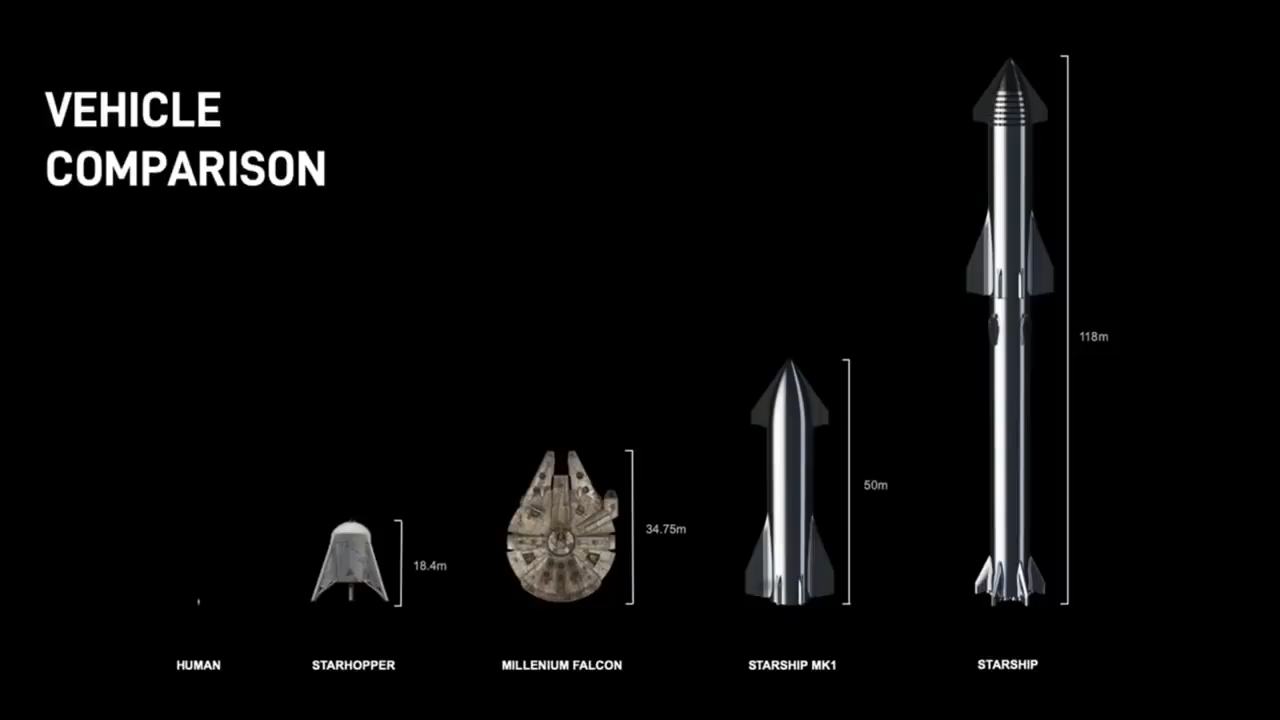 VEHICLE
COMPARISON
118m
50m
34.75m
18.4m
HUMAN
STARHOPPER
MILLENIUM FALCON
STARSHIP MK1
STARSHIP